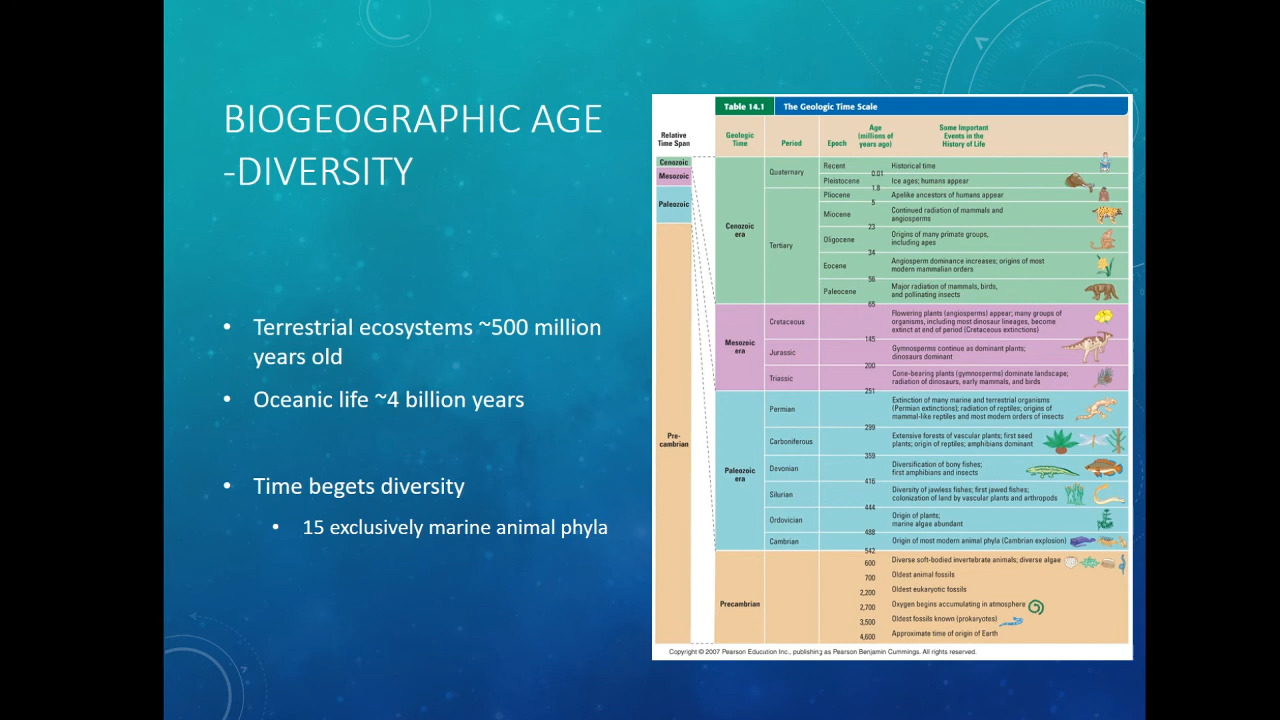 BIOGEOGRAPHIC AGE
-DIVERSITY
• Terrestrial ecosystems ~500 million
years old
• Oceanic life ~4 billion years
• Time begets diversity
• 15 exclusively marine animal phyla
Table 14.1 The Geologic Time Scale
Relative
Time Span
Geologic
Time
Period
Epoch
Age
(millions of
years ago)
Some Important
Events in the
History of Life
Cenozoic
Mesozoic
Paleozoic
Pre-
cambrian
Cenozoic
era
Quaternary
Recent
Historical time
0.01
Pleistocene
Ice ages; humans appear
1.8
Tertiary
Pliocene
Apelike ancestors of humans appear
5
Miocene
Continued radiation of mammals and
angiosperms
23
Oligocene
Origins of many primate groups,
including apes
34
Eocene
Angiosperm dominance increases; origins of most
modern mammalian orders
56
Paleocene
Major radiation of mammals, birds,
and pollinating insects
65
Mesozoic
era
Cretaceous
Flowering plants (angiosperms) appear; many groups of
organisms, including most dinosaur lineages, become
extinct at end of period (Cretaceous extinctions)
145
Jurassic
Gymnosperms continue as dominant plants;
dinosaurs dominant
200
Triassic
Cone-bearing plants (gymnosperms) dominate landscape;
radiation of dinosaurs, early mammals, and birds
251
Paleozoic
era
Permian
Extinction of many marine and terrestrial organisms
(Permian extinctions); radiation of reptiles; origins of
mammal-like reptiles and most modern orders of insects
299
Carboniferous
Extensive forests of vascular plants; first seed
plants; origin of reptiles; amphibians dominant
359
Devonian
Diversification of bony fishes;
first amphibians and insects
416
Silurian
Diversity of jawless fishes; first jawed fishes;
colonization of land by vascular plants and arthropods
444
Ordovician
Origin of plants;
marine algae abundant
488
Cambrian
Origin of most modern animal phyla (Cambrian explosion)
542
Precambrian
600 Diverse soft-bodied invertebrate animals; diverse algae
700 Oldest animal fossils
2,200 Oldest eukaryotic fossils
2,700 Oxygen begins accumulating in atmosphere
3,500 Oldest fossils known (prokaryotes)
4,600 Approximate time of origin of Earth
Copyright © 2007 Pearson Education Inc., publishing as Pearson Benjamin Cummings. All rights reserved.